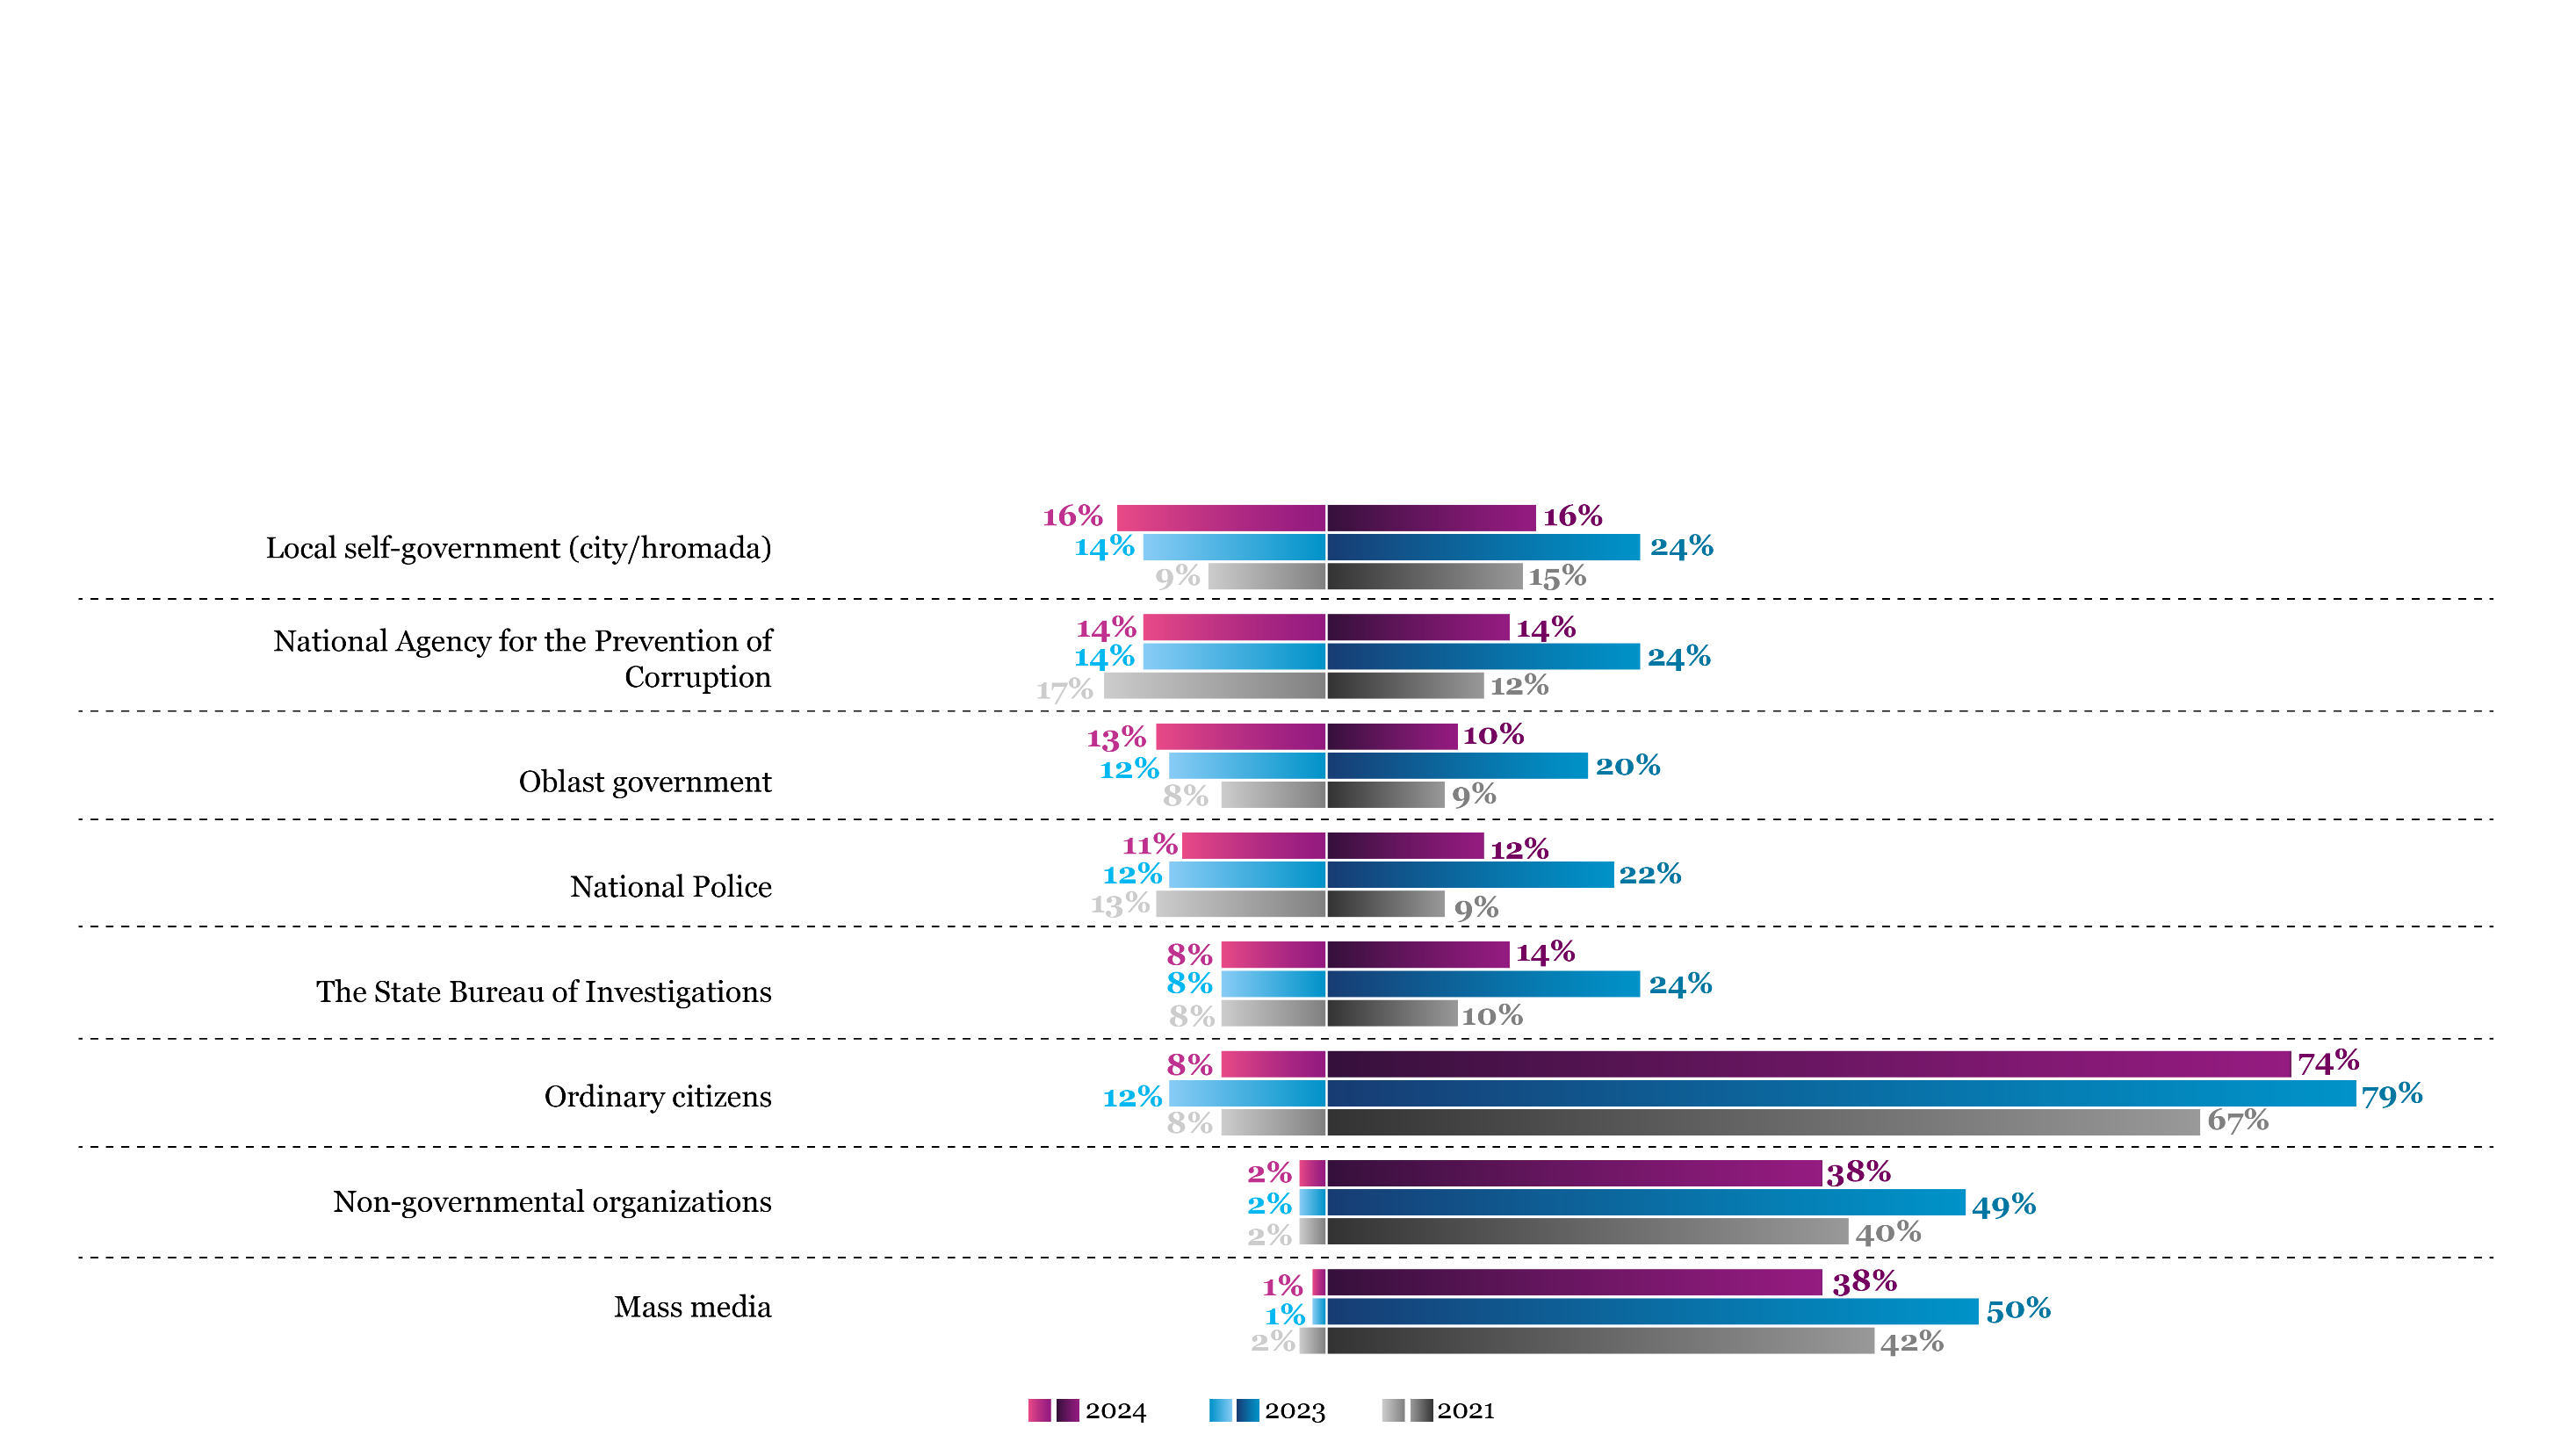 16% 16%
Local self-government (city/hromada) 14% 24%
9% 15%
National Agency for the Prevention of 14% 14%
14% 24%
Corruption 17% 12%
13% 10%
Oblast government 12% 20%
8% 9%
11% 12%
National Police 12% 22%
13% 9%
8% 14%
The State Bureau of Investigations 8% 24%
8% 10%
8% 74%
Ordinary citizens 12% 79%
8% 67%
2% 38%
Non-governmental organizations 2% 49%
2% 40%
1% 38%
Mass media 1% 50%
2% 42%
2024 2023 2021